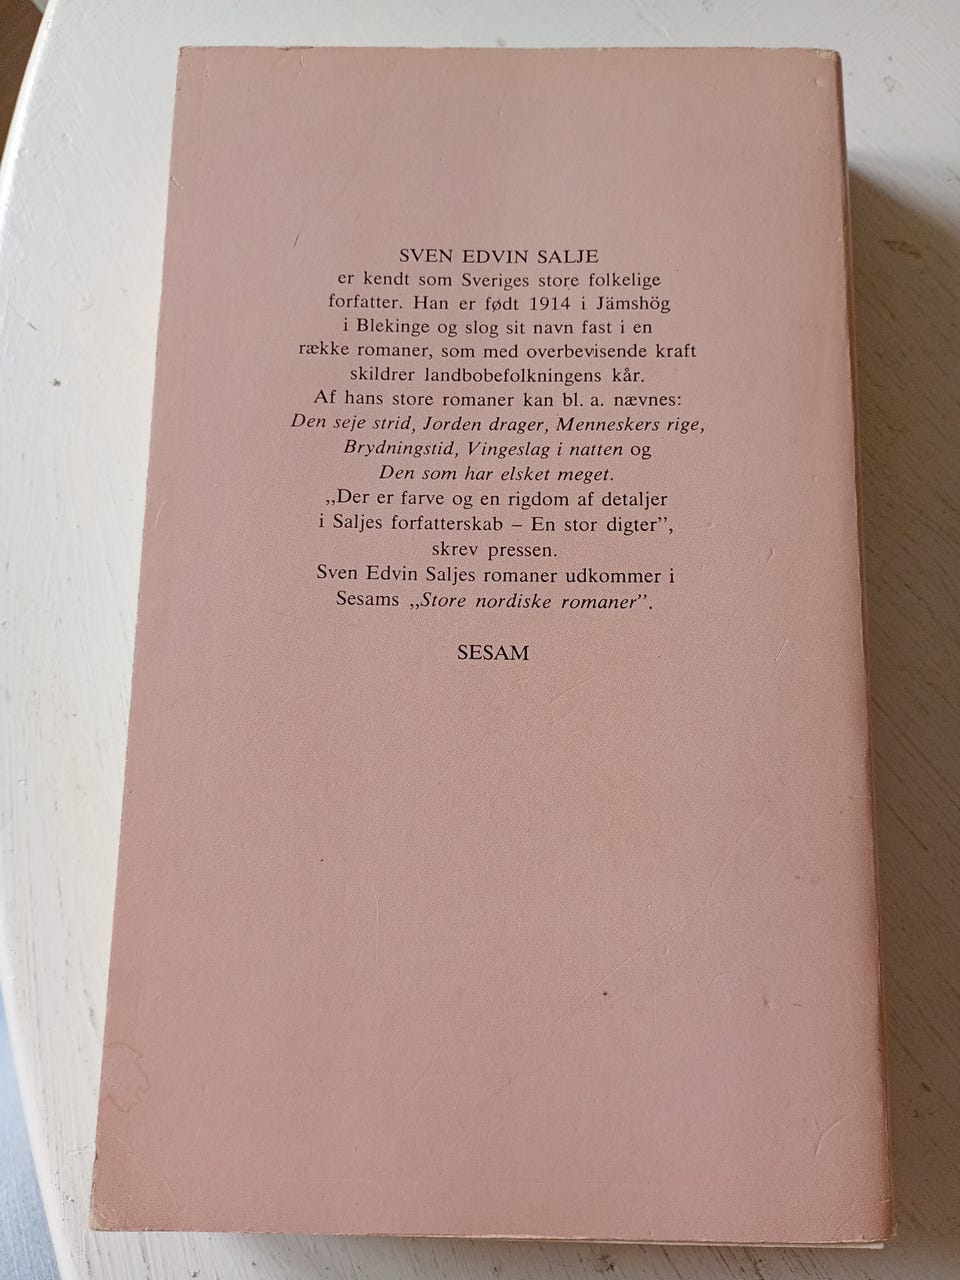 SVEN EDVIN SALJE
er kendt som Sveriges store folkelige
forfatter. Han er født 1914 i Jämshög
i Blekinge og slog sit navn fast i en
række romaner, som med overbevisende kraft
skildrer landbobefolkningens kår.
Af hans store romaner kan bl. a. nævnes:
Den seje strid, Jorden drager, Menneskers rige,
Brydningstid, Vingeslag i natten og
Den som har elsket meget.
„Der er farve og en rigdom af detaljer
i Saljes forfatterskab – En stor digter”,
skrev pressen.
Sven Edvin Saljes romaner udkommer i
Sesams „Store nordiske romaner”.
SESAM